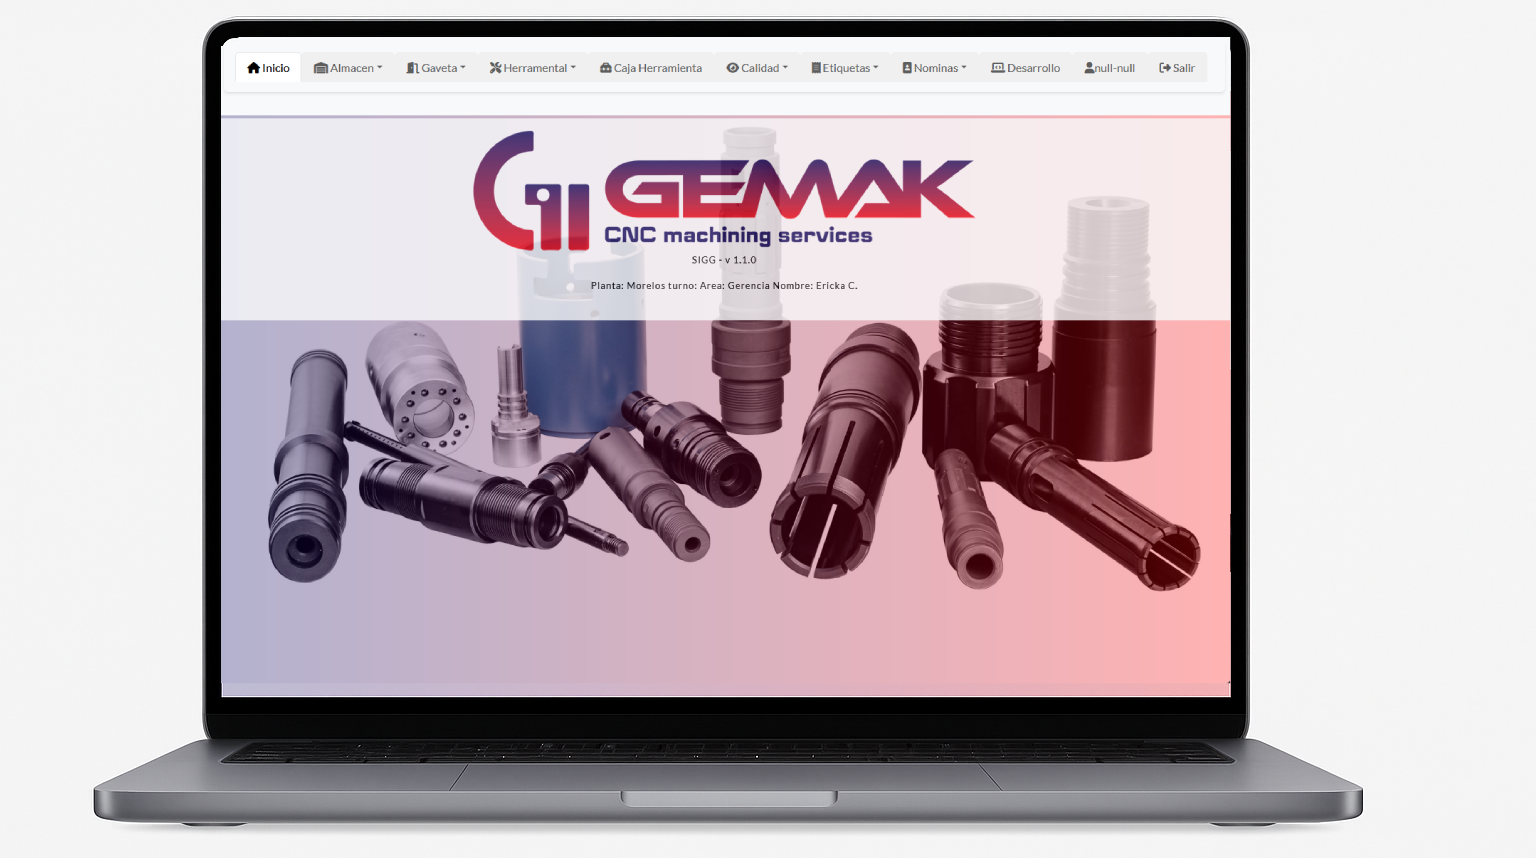 Inicio Almacen Gaveta Herramental Caja Herramienta Calidad Etiquetas Nominas Desarrollo null-null Salir
GEMAK
CNC machining services
SIGG - v 1.1.0
Planta: Morelos turno: Area: Gerencia Nombre: Ericka C.